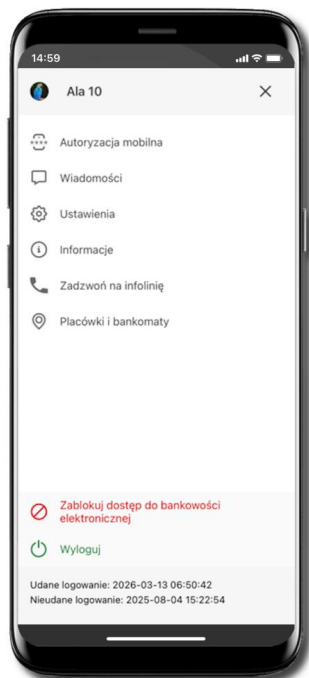 14:59
Ala 10
Autoryzacja mobilna
Wiadomości
Ustawienia
Informacje
Zadzwoń na infolinię
Placówki i bankomaty
Zablokuj dostęp do bankowości
elektronicznej
Wyloguj
Udane logowanie: 2026-03-13 06:50:42
Nieudane logowanie: 2025-08-04 15:22:54